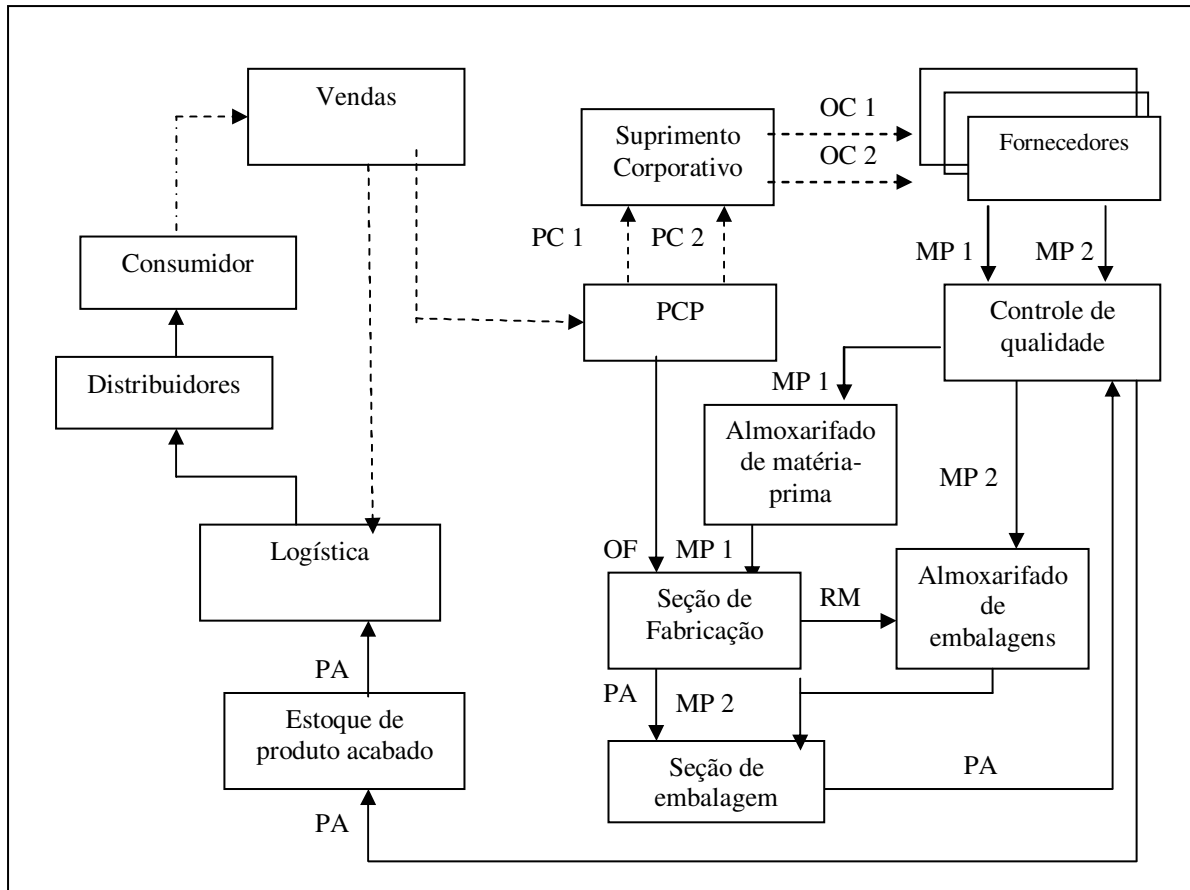 Vendas
Suprimento
Corporativo
OC 1
OC 2
Fornecedores
PC 1
PC 2
MP 1
MP 2
Consumidor
PCP
Controle de
qualidade
Distribuidores
MP 1
Almoxarifado
de matéria-
prima
MP 2
Logística
OF
MP 1
Seção de
Fabricação
RM
Almoxarifado
de
embalagens
PA
PA
MP 2
Estoque de
produto acabado
Seção de
embalagem
PA
PA